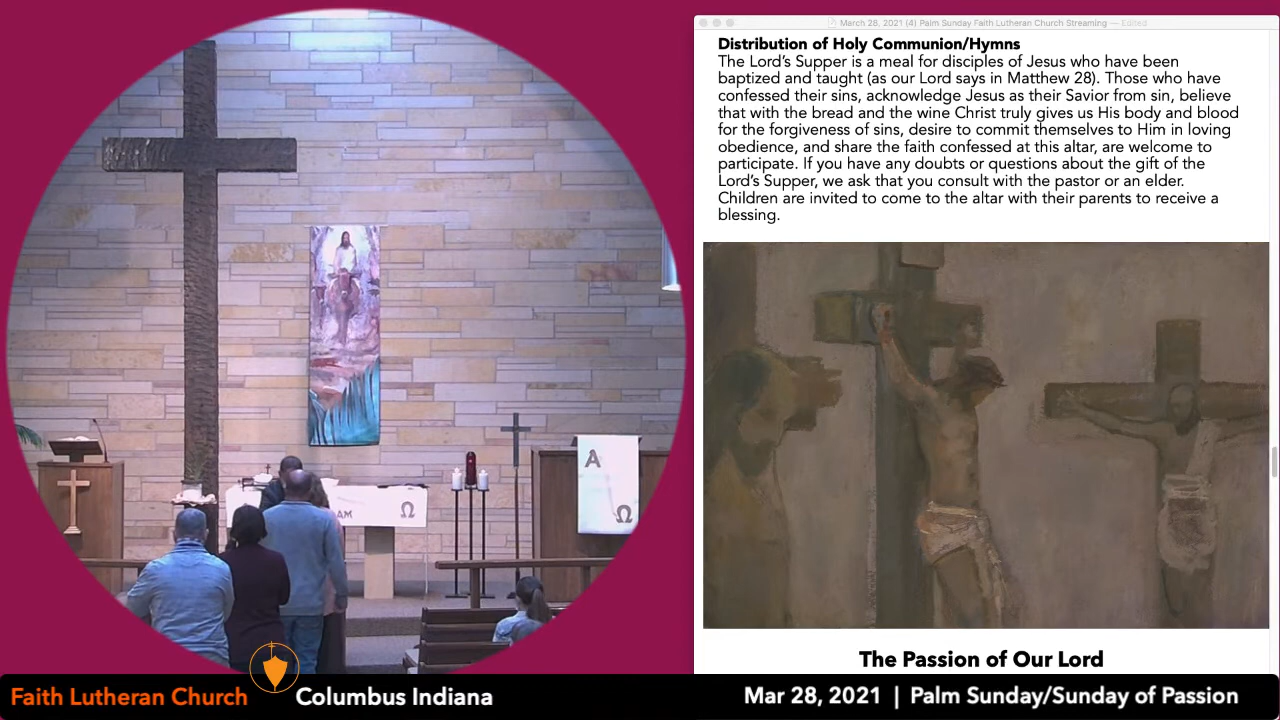 March 28, 2021 (4) Palm Sunday Faith Lutheran Church Streaming — Edited
Distribution of Holy Communion/Hymns
The Lord's Supper is a meal for disciples of Jesus who have been
baptized and taught (as our Lord says in Matthew 28). Those who have
confessed their sins, acknowledge Jesus as their Savior from sin, believe
that with the bread and the wine Christ truly gives us His body and blood
for the forgiveness of sins, desire to commit themselves to Him in loving
obedience, and share the faith confessed at this altar, are welcome to
participate. If you have any doubts or questions about the gift of the
Lord's Supper, we ask that you consult with the pastor or an elder.
Children are invited to come to the altar with their parents to receive a
blessing.
AM
Ω
Α
Ω
The Passion of Our Lord
Faith Lutheran Church
Columbus Indiana
Mar 28, 2021 | Palm Sunday/Sunday of Passion